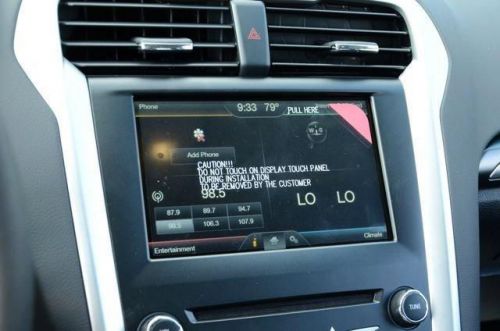 Phone
9:33 79°
PULL HERE
Add Phone
CAUTION!!!
DO NOT TOUCH ON DISPLAY TOUCH PANEL
DURING INSTALLATION
TO BE REMOVED BY THE CUSTOMER
98.5
LO LO
87.9 89.7 94.7
98.5 106.3 107.9
Entertainment
Climate
TUNE